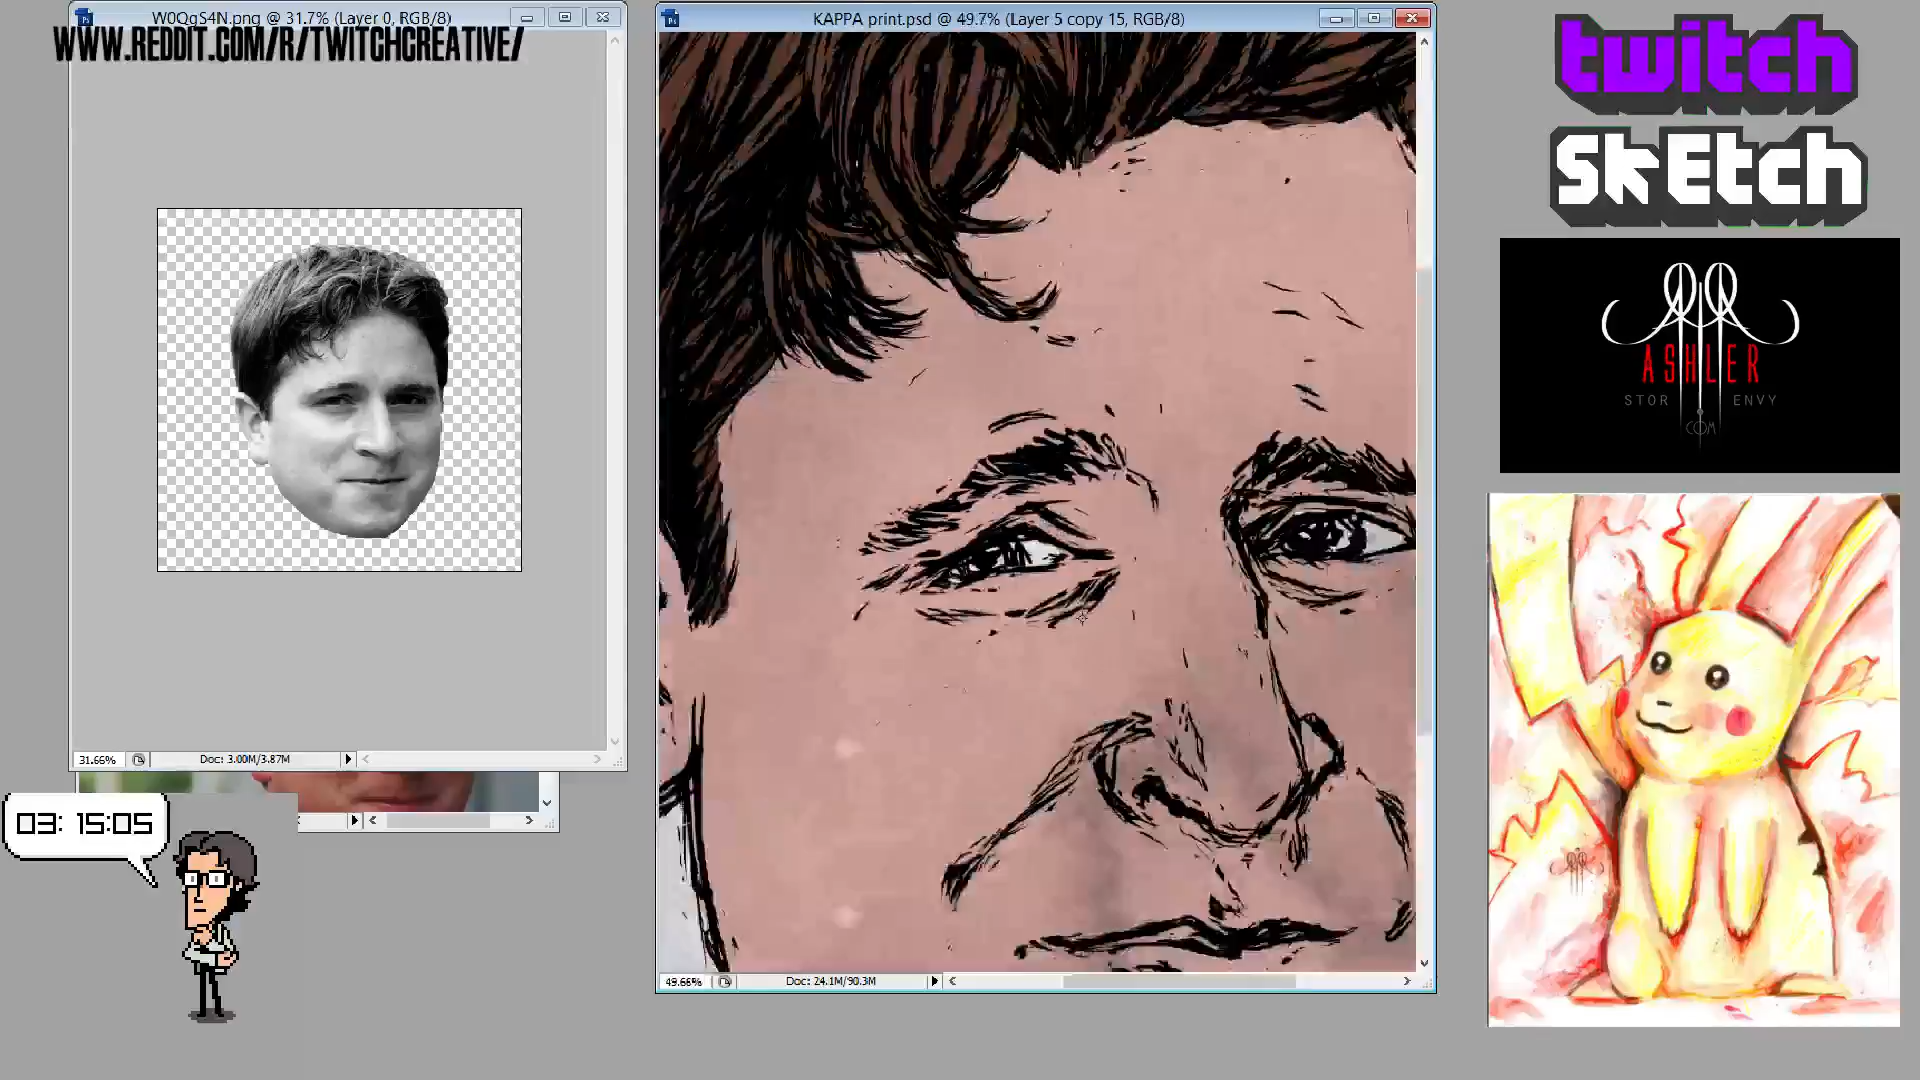 W0QgS4N.png @ 31.7% (Layer 0, RGB/8)
WWW.REDDIT.COM/R/TWITCHCREATIVE/
KAPPA print.psd @ 49.7% (Layer 5 copy 15, RGB/8)
twitch
SkEtch
ASHLER
STOR ENVY
COM
31.66%
Doc: 3.00M/3.87M
03: 15:05
49.66%
Doc: 24.1M/90.3M